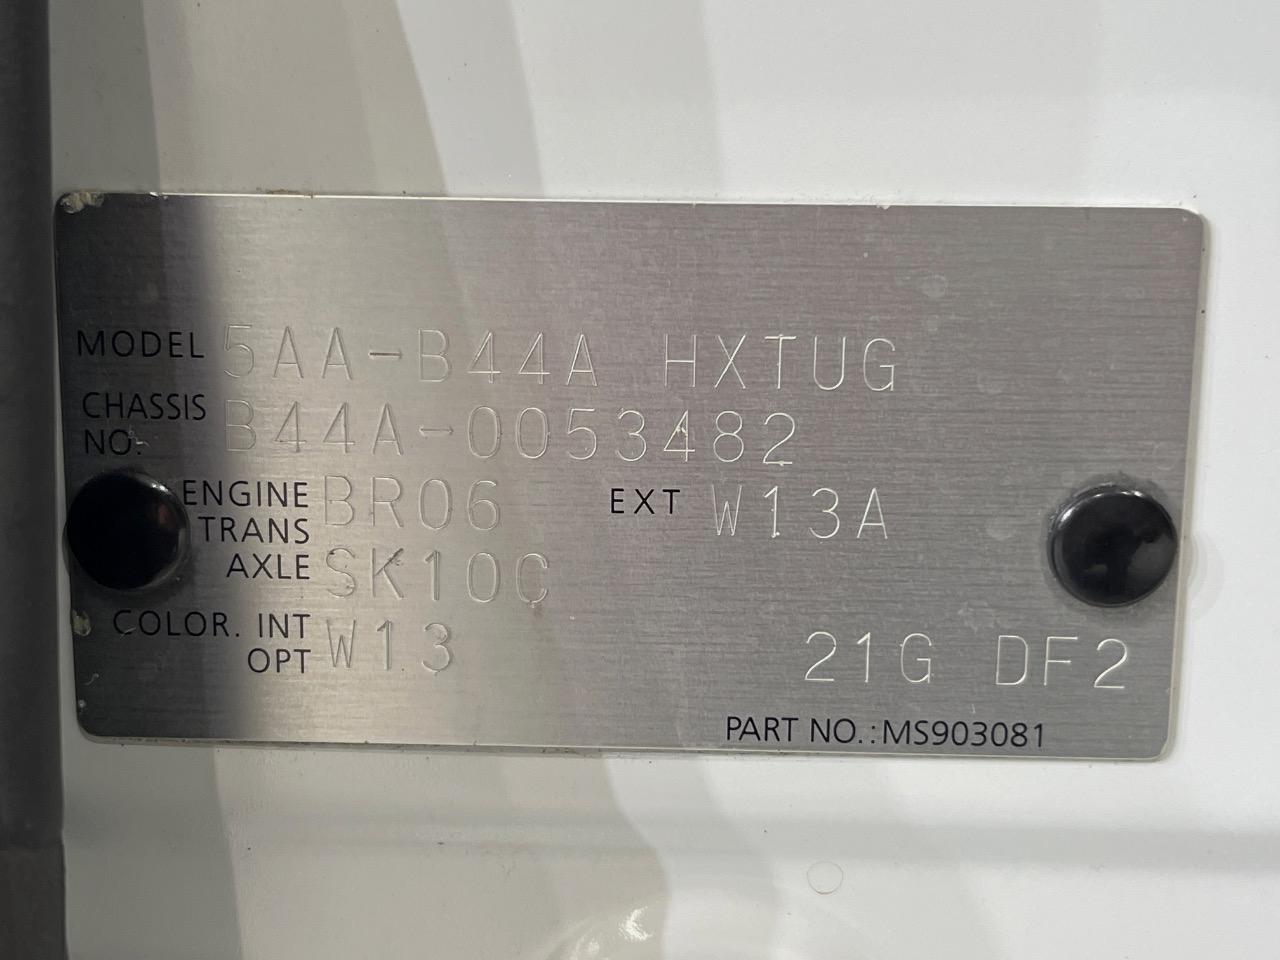 MODEL 5AA-B44A HXTUG
CHASSIS
NO. B44A-0053482
ENGINE BR06 EXT W13A
TRANS
AXLE SK10C
COLOR. INT W13
OPT 21G DF2
PART NO.:MS903081